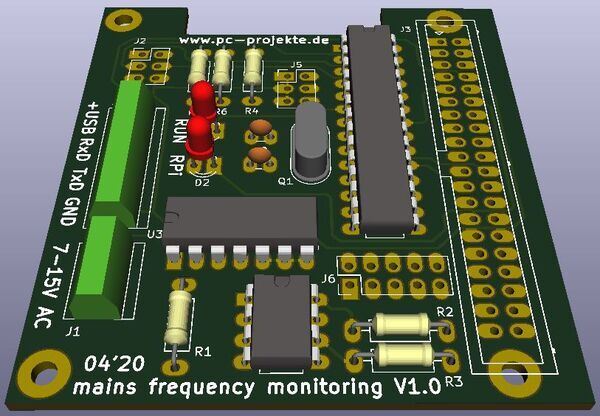 www.pc-projekte.de
J2
J3
J5
R6
R4
+USB RxD TxD GND
RUN RPi
D2
Q1
U3
7-15V AC
J6
J1
R1
R2
R3
04'20
mains frequency monitoring V1.0